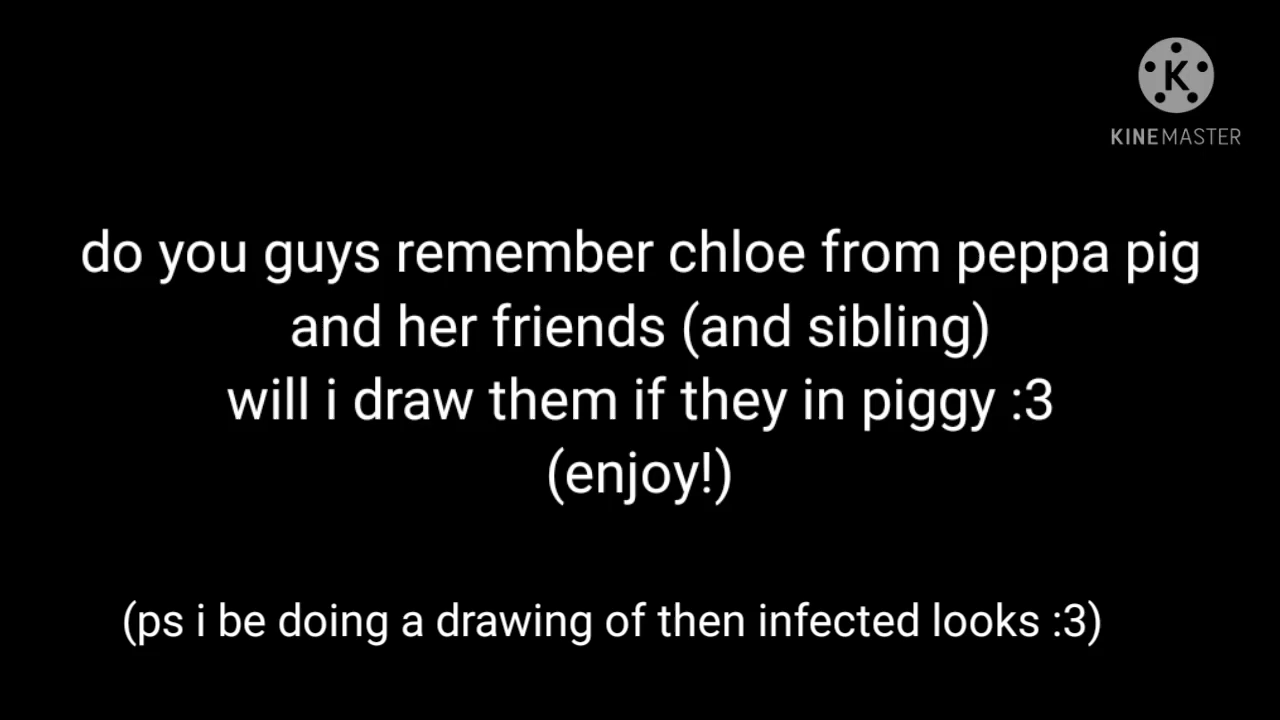 K
KINEMASTER
do you guys remember chloe from peppa pig
and her friends (and sibling)
will i draw them if they in piggy :3
(enjoy!)
(ps i be doing a drawing of then infected looks :3)